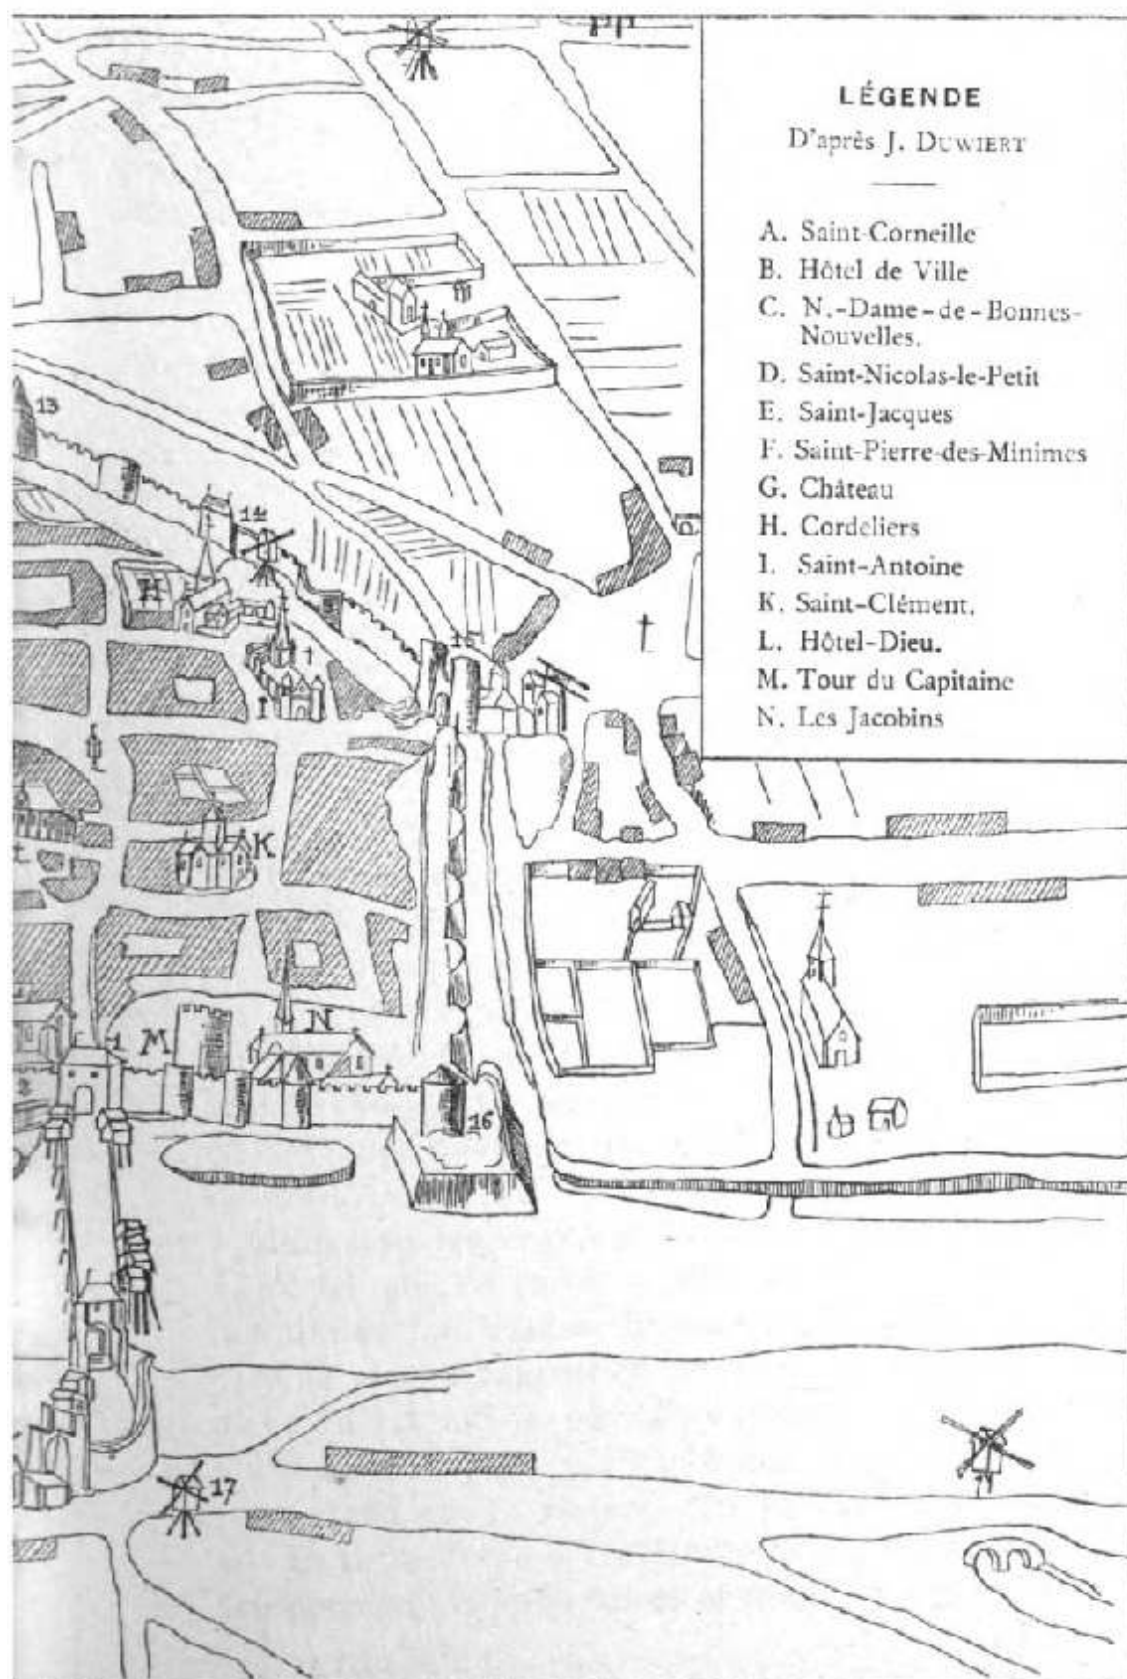 LÉGENDE
D'après J. DUWIERT
A. Saint-Corneille
B. Hôtel de Ville
C. N.-Dame-de-Bonnes-
Nouvelles.
D. Saint-Nicolas-le-Petit
E. Saint-Jacques
F. Saint-Pierre-des-Minimes
G. Château
H. Cordeliers
I. Saint-Antoine
K. Saint-Clément.
L. Hôtel-Dieu.
M. Tour du Capitaine
N. Les Jacobins
13
14
H
15
I
K
1
M
N
16
17